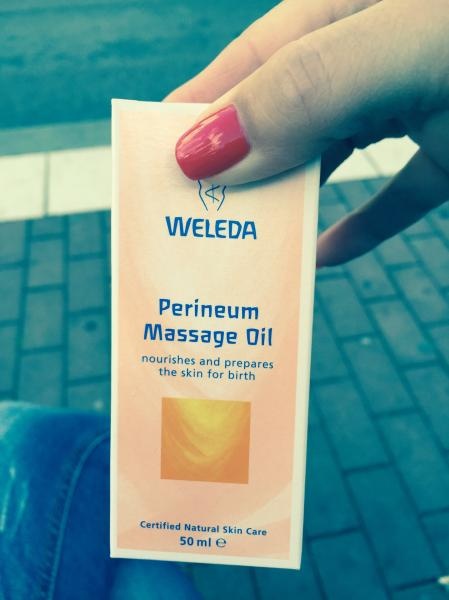 WELEDA
Perineum
Massage Oil
nourishes and prepares
the skin for birth
Certified Natural Skin Care
50 ml ℮